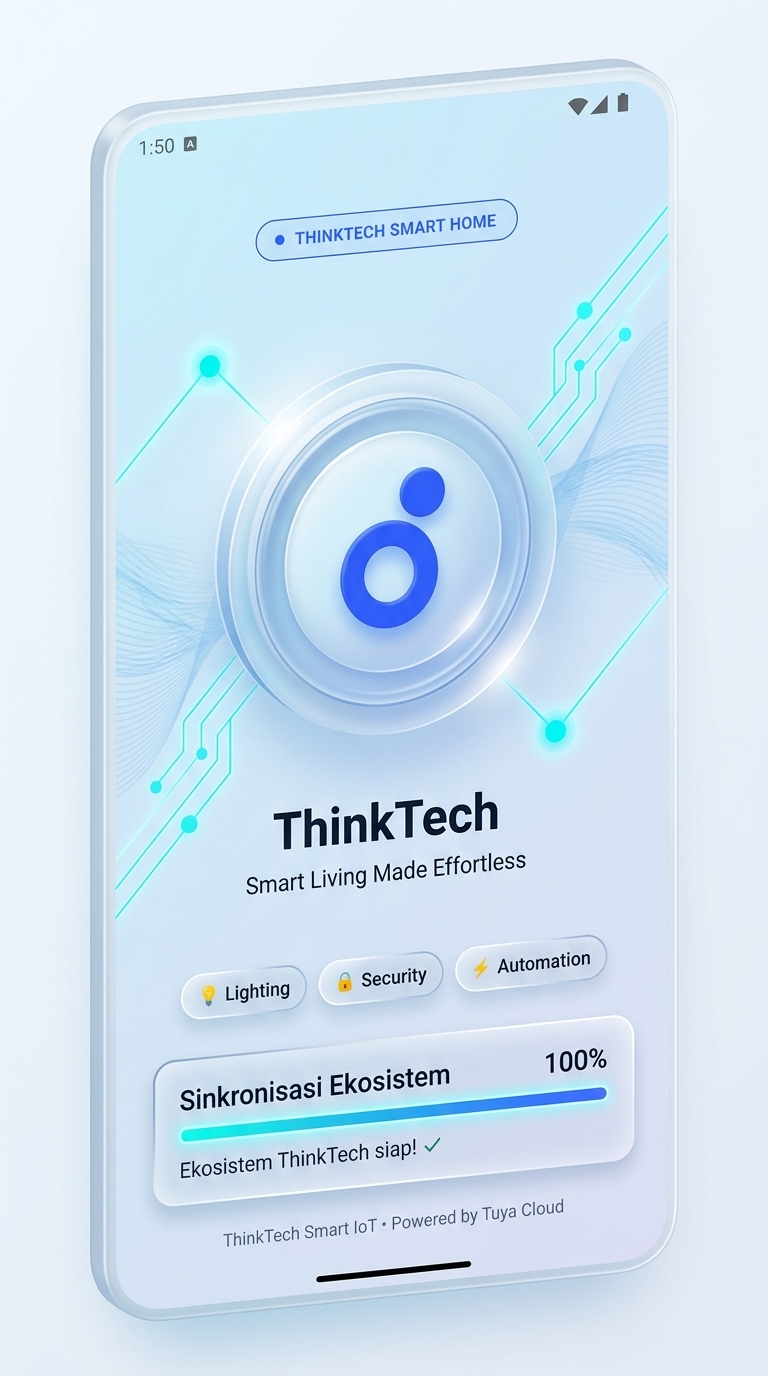 1:50 A
THINKTECH SMART HOME
ThinkTech
Smart Living Made Effortless
💡 Lighting 🔒 Security ⚡ Automation
Sinkronisasi Ekosistem 100%
Ekosistem ThinkTech siap! ✓
ThinkTech Smart IoT • Powered by Tuya Cloud